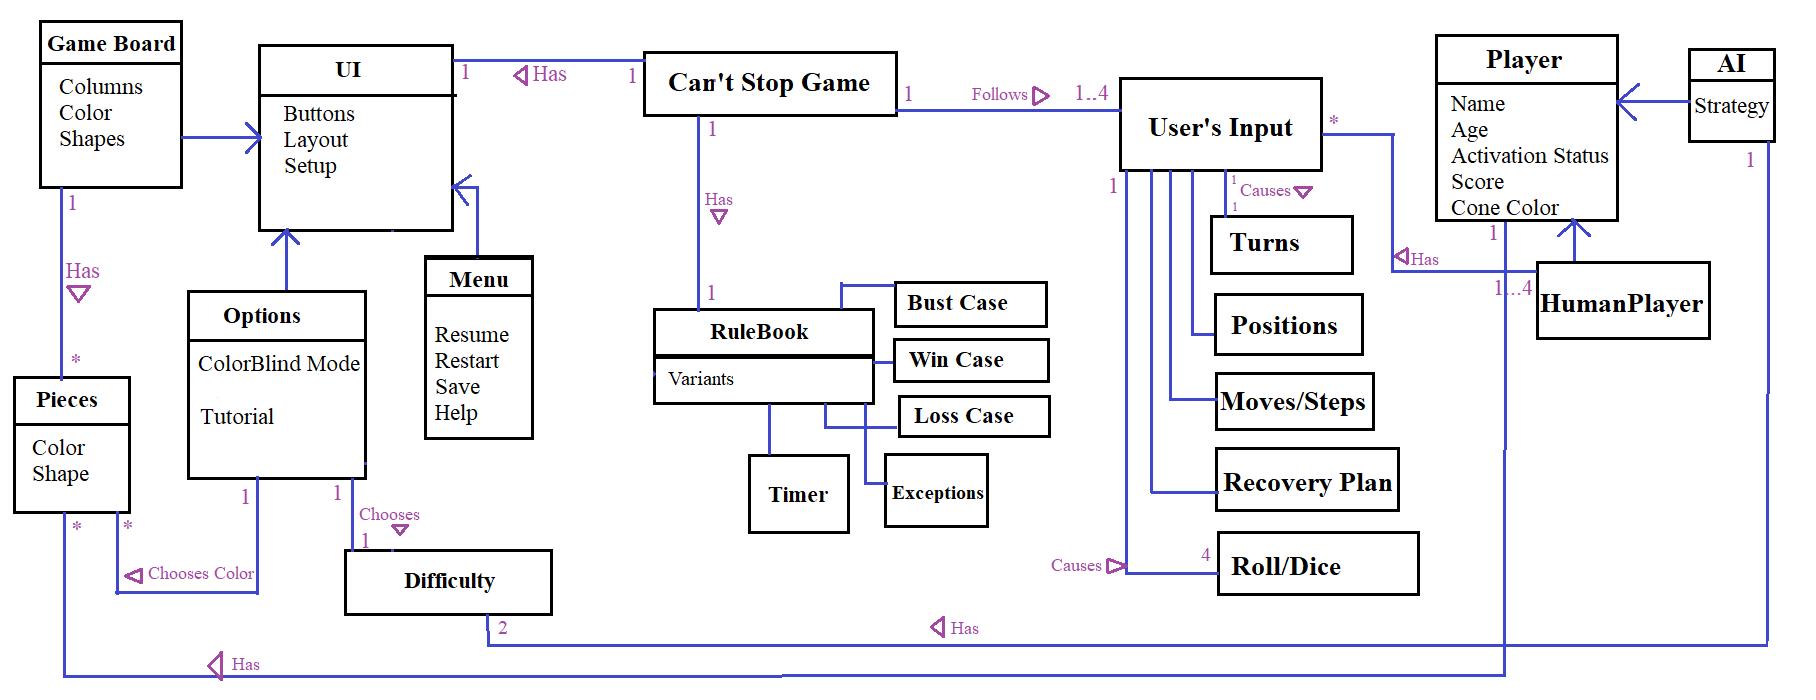 Game Board
Columns
Color
Shapes
1
Has
*
Pieces
Color
Shape
*
*
Chooses Color
UI
Buttons
Layout
Setup
1
Has
1
Can't Stop Game
1
Follows
1..4
1
Has
1
Options
ColorBlind Mode
Tutorial
1
1
Chooses
1
Difficulty
2
Has
Has
Menu
Resume
Restart
Save
Help
RuleBook
Variants
Bust Case
Win Case
Loss Case
Timer
Exceptions
User's Input
*
1
1
Causes
1
Turns
Positions
Moves/Steps
Recovery Plan
Causes
4
Roll/Dice
Player
Name
Age
Activation Status
Score
Cone Color
1
Has
1...4
HumanPlayer
AI
Strategy
1